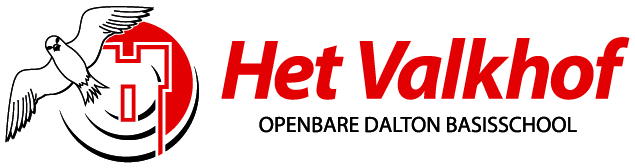 Het Valkhof
OPENBARE DALTON BASISSCHOOL